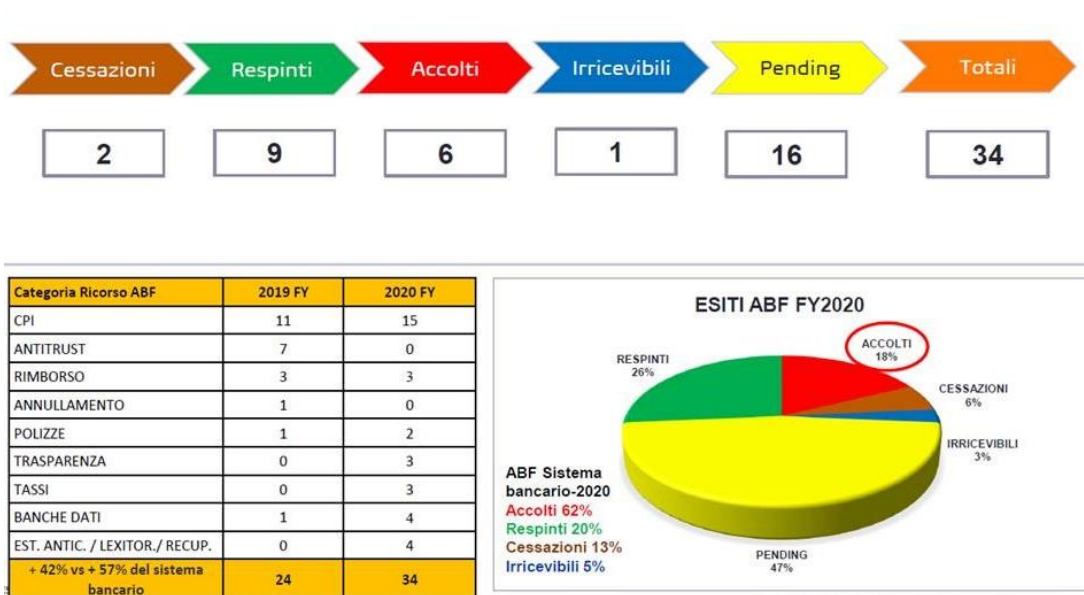 Cessazioni Respinti Accolti Irricevibili Pending Totali
2 9 6 1 16 34
Categoria Ricorso ABF 2019 FY 2020 FY
CPI 11 15
ANTITRUST 7 0
RIMBORSO 3 3
ANNULLAMENTO 1 0
POLIZZE 1 2
TRASPARENZA 0 3
TASSI 0 3
BANCHE DATI 1 4
EST. ANTIC. / LEXITOR./ RECUP. 0 4
+ 42% vs + 57% del sistema
bancario 24 34
ESITI ABF FY2020
ACCOLTI
18%
RESPINTI
26%
CESSAZIONI
6%
IRRICEVIBILI
3%
PENDING
47%
ABF Sistema
bancario-2020
Accolti 62%
Respinti 20%
Cessazioni 13%
Irricevibili 5%